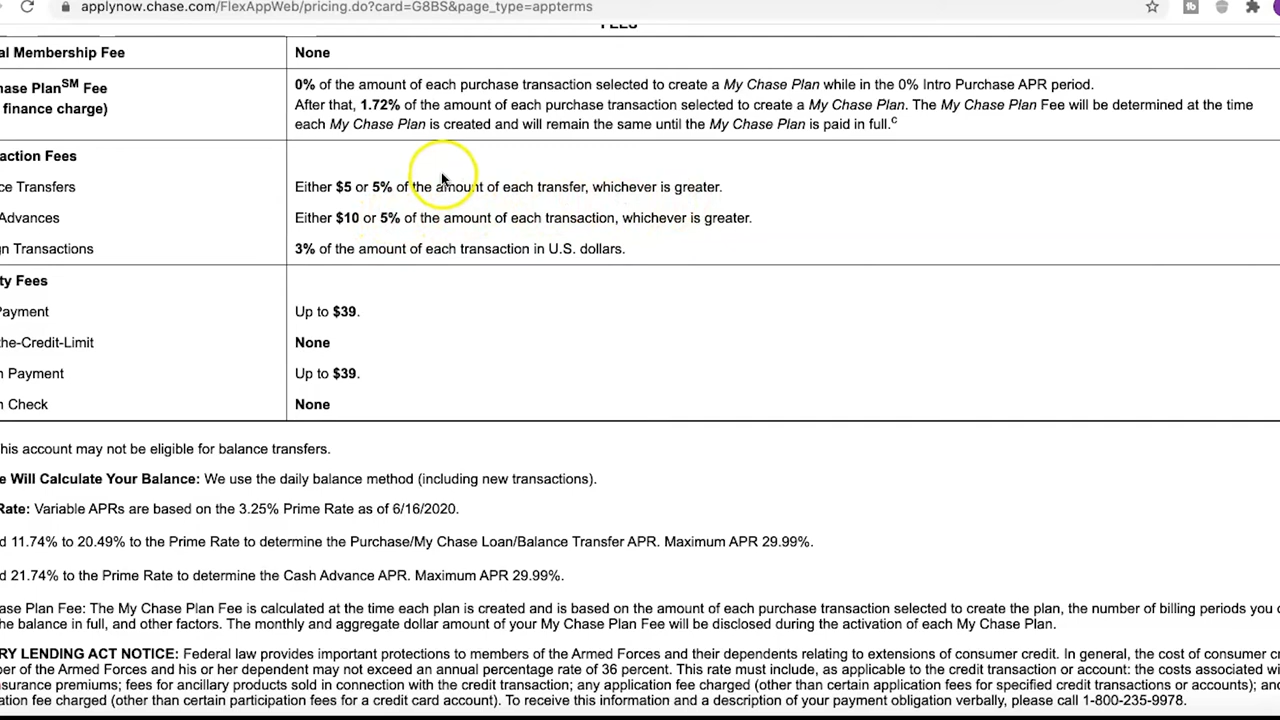 applynow.chase.com/FlexAppWeb/pricing.do?card=G8BS&page_type=appterms
FEES
al Membership Fee None
hase Plan℠ Fee
finance charge)
0% of the amount of each purchase transaction selected to create a My Chase Plan while in the 0% Intro Purchase APR period.
After that, 1.72% of the amount of each purchase transaction selected to create a My Chase Plan. The My Chase Plan Fee will be determined at the time
each My Chase Plan is created and will remain the same until the My Chase Plan is paid in full.ᶜ
action Fees
ce Transfers Either $5 or 5% of the amount of each transfer, whichever is greater.
Advances Either $10 or 5% of the amount of each transaction, whichever is greater.
n Transactions 3% of the amount of each transaction in U.S. dollars.
ty Fees
Payment Up to $39.
the-Credit-Limit None
n Payment Up to $39.
n Check None
his account may not be eligible for balance transfers.
e Will Calculate Your Balance: We use the daily balance method (including new transactions).
Rate: Variable APRs are based on the 3.25% Prime Rate as of 6/16/2020.
d 11.74% to 20.49% to the Prime Rate to determine the Purchase/My Chase Loan/Balance Transfer APR. Maximum APR 29.99%.
d 21.74% to the Prime Rate to determine the Cash Advance APR. Maximum APR 29.99%.
ase Plan Fee: The My Chase Plan Fee is calculated at the time each plan is created and is based on the amount of each purchase transaction selected to create the plan, the number of billing periods you c
he balance in full, and other factors. The monthly and aggregate dollar amount of your My Chase Plan Fee will be disclosed during the activation of each My Chase Plan.
RY LENDING ACT NOTICE: Federal law provides important protections to members of the Armed Forces and their dependents relating to extensions of consumer credit. In general, the cost of consumer cr
ber of the Armed Forces and his or her dependent may not exceed an annual percentage rate of 36 percent. This rate must include, as applicable to the credit transaction or account: the costs associated wi
nsurance premiums; fees for ancillary products sold in connection with the credit transaction; any application fee charged (other than certain application fees for specified credit transactions or accounts); and
ation fee charged (other than certain participation fees for a credit card account). To receive this information and a description of your payment obligation verbally, please call 1-800-235-9978.